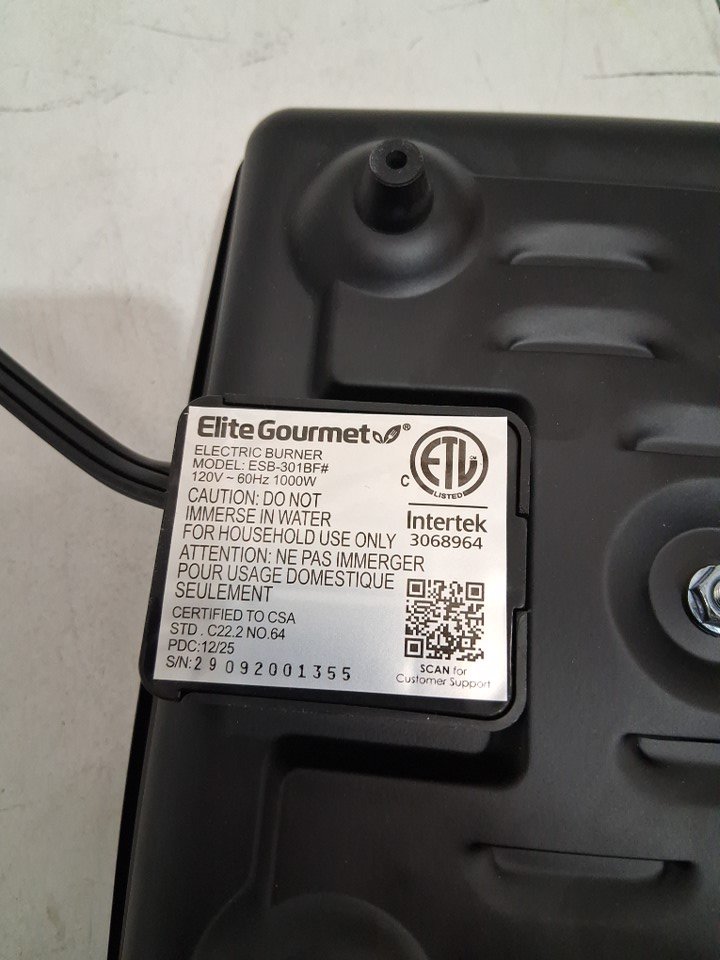 Elite Gourmet®
ELECTRIC BURNER
MODEL: ESB-301BF#
120V ~ 60Hz 1000W
CAUTION: DO NOT
IMMERSE IN WATER
FOR HOUSEHOLD USE ONLY
ATTENTION: NE PAS IMMERGER
POUR USAGE DOMESTIQUE
SEULEMENT
CERTIFIED TO CSA
STD . C22.2 NO.64
PDC:12/25
S/N:29092001355
C
ETL
CM
LISTED
Intertek
3068964
SCAN for
Customer Support